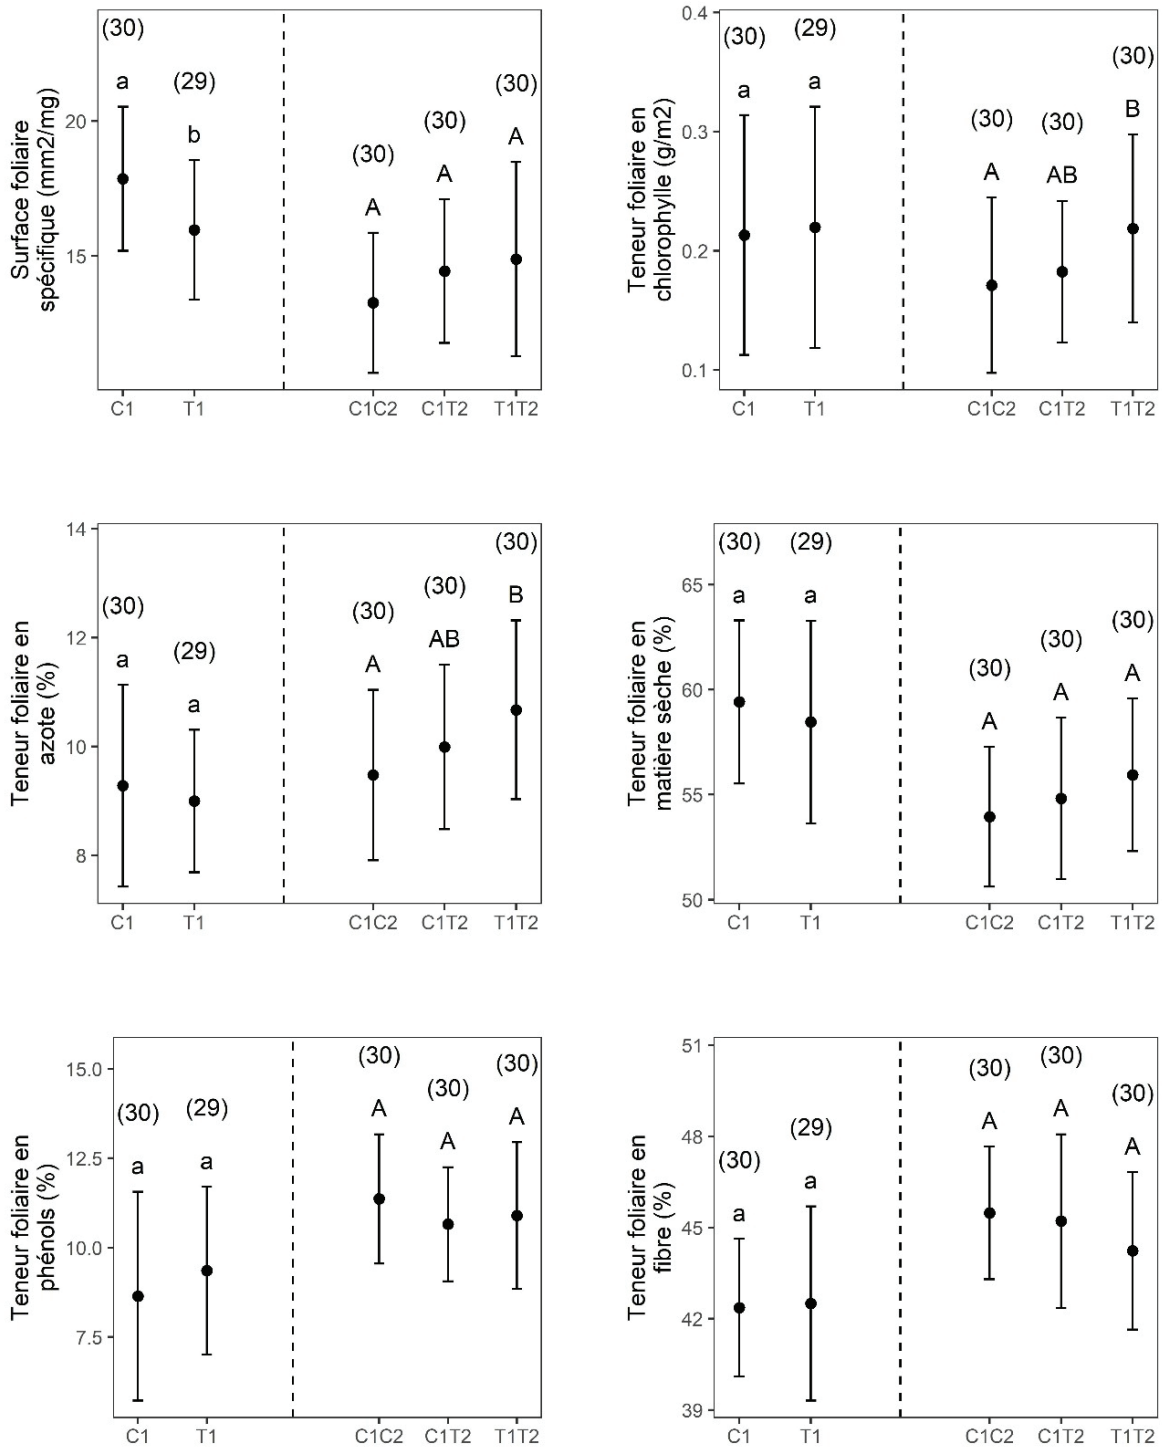 Surface foliaire
spécifique (mm2/mg)
20
15
(30)
a
(29)
b
(30)
A
(30)
A
(30)
A
C1 T1 C1C2 C1T2 T1T2
Teneur foliaire en
chlorophylle (g/m2)
0.4
0.3
0.2
0.1
(30)
a
(29)
a
(30)
A
(30)
AB
(30)
B
C1 T1 C1C2 C1T2 T1T2
Teneur foliaire en
azote (%)
14
12
10
8
(30)
a
(29)
a
(30)
A
(30)
AB
(30)
B
C1 T1 C1C2 C1T2 T1T2
Teneur foliaire en
matière sèche (%)
65
60
55
50
(30)
a
(29)
a
(30)
A
(30)
A
(30)
A
C1 T1 C1C2 C1T2 T1T2
Teneur foliaire en
phénols (%)
15.0
12.5
10.0
7.5
(30)
a
(29)
a
(30)
A
(30)
A
(30)
A
C1 T1 C1C2 C1T2 T1T2
Teneur foliaire en
fibre (%)
51
48
45
42
39
(30)
a
(29)
a
(30)
A
(30)
A
(30)
A
C1 T1 C1C2 C1T2 T1T2